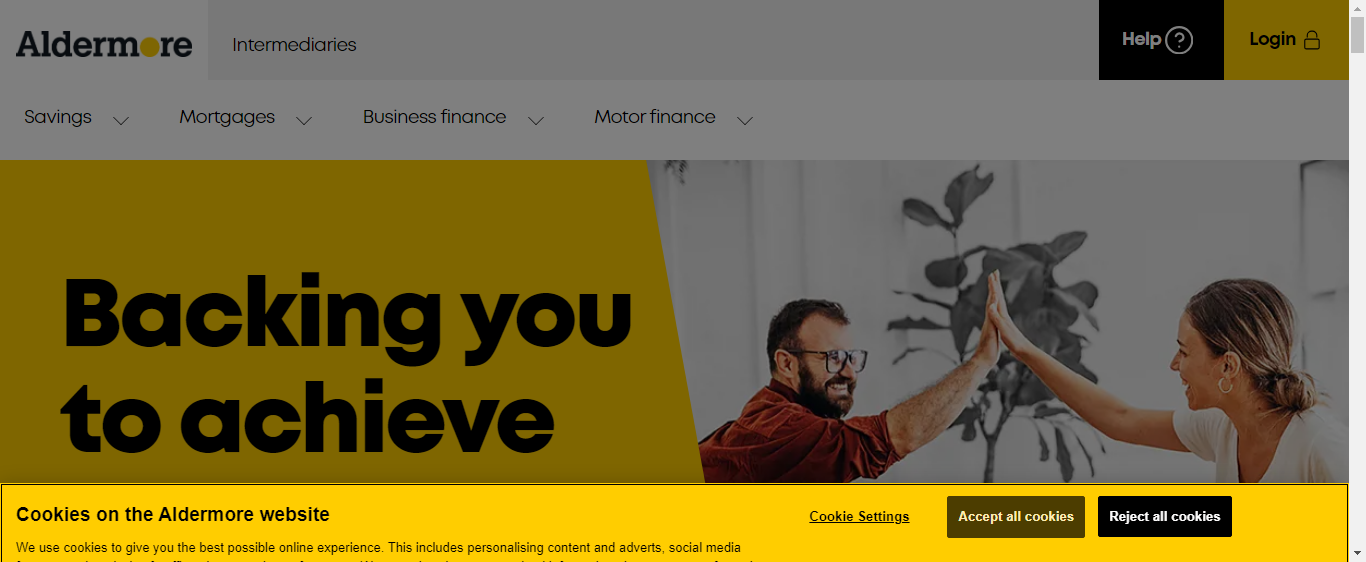 Aldermore
Intermediaries
Help ?
Login
Savings
Mortgages
Business finance
Motor finance
Backing you
to achieve
Cookies on the Aldermore website
We use cookies to give you the best possible online experience. This includes personalising content and adverts, social media
Cookie Settings
Accept all cookies
Reject all cookies